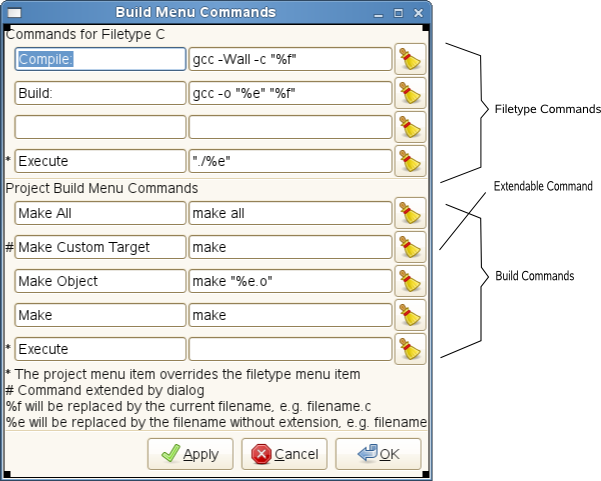 Build Menu Commands
Commands for Filetype C
Compile: gcc -Wall -c "%f"
Build: gcc -o "%e" "%f"
Filetype Commands
* Execute "./%e"
Project Build Menu Commands
Extendable Command
Make All make all
# Make Custom Target make
Make Object make "%e.o"
Build Commands
Make make
* Execute
* The project menu item overrides the filetype menu item
# Command extended by dialog
%f will be replaced by the current filename, e.g. filename.c
%e will be replaced by the filename without extension, e.g. filename
Apply Cancel OK